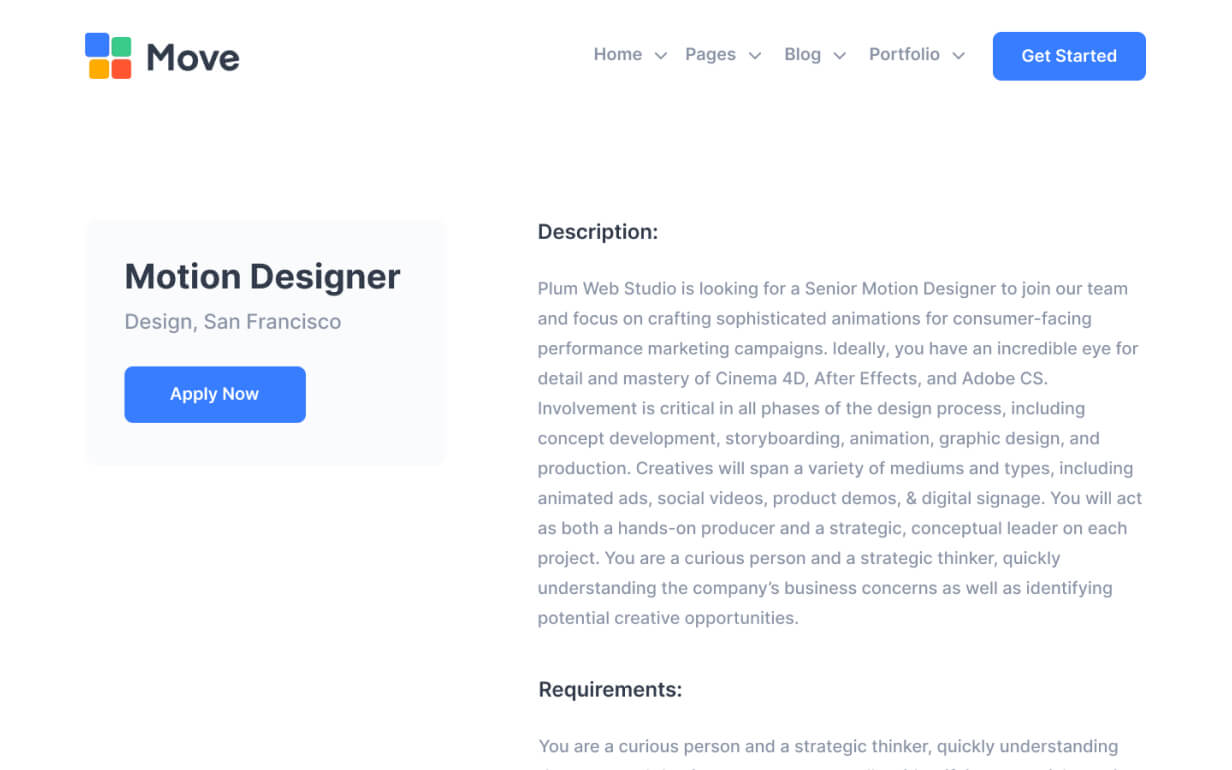 Move
Home Pages Blog Portfolio Get Started
Motion Designer
Design, San Francisco
Apply Now
Description:
Plum Web Studio is looking for a Senior Motion Designer to join our team
and focus on crafting sophisticated animations for consumer-facing
performance marketing campaigns. Ideally, you have an incredible eye for
detail and mastery of Cinema 4D, After Effects, and Adobe CS.
Involvement is critical in all phases of the design process, including
concept development, storyboarding, animation, graphic design, and
production. Creatives will span a variety of mediums and types, including
animated ads, social videos, product demos, & digital signage. You will act
as both a hands-on producer and a strategic, conceptual leader on each
project. You are a curious person and a strategic thinker, quickly
understanding the company’s business concerns as well as identifying
potential creative opportunities.
Requirements:
You are a curious person and a strategic thinker, quickly understanding